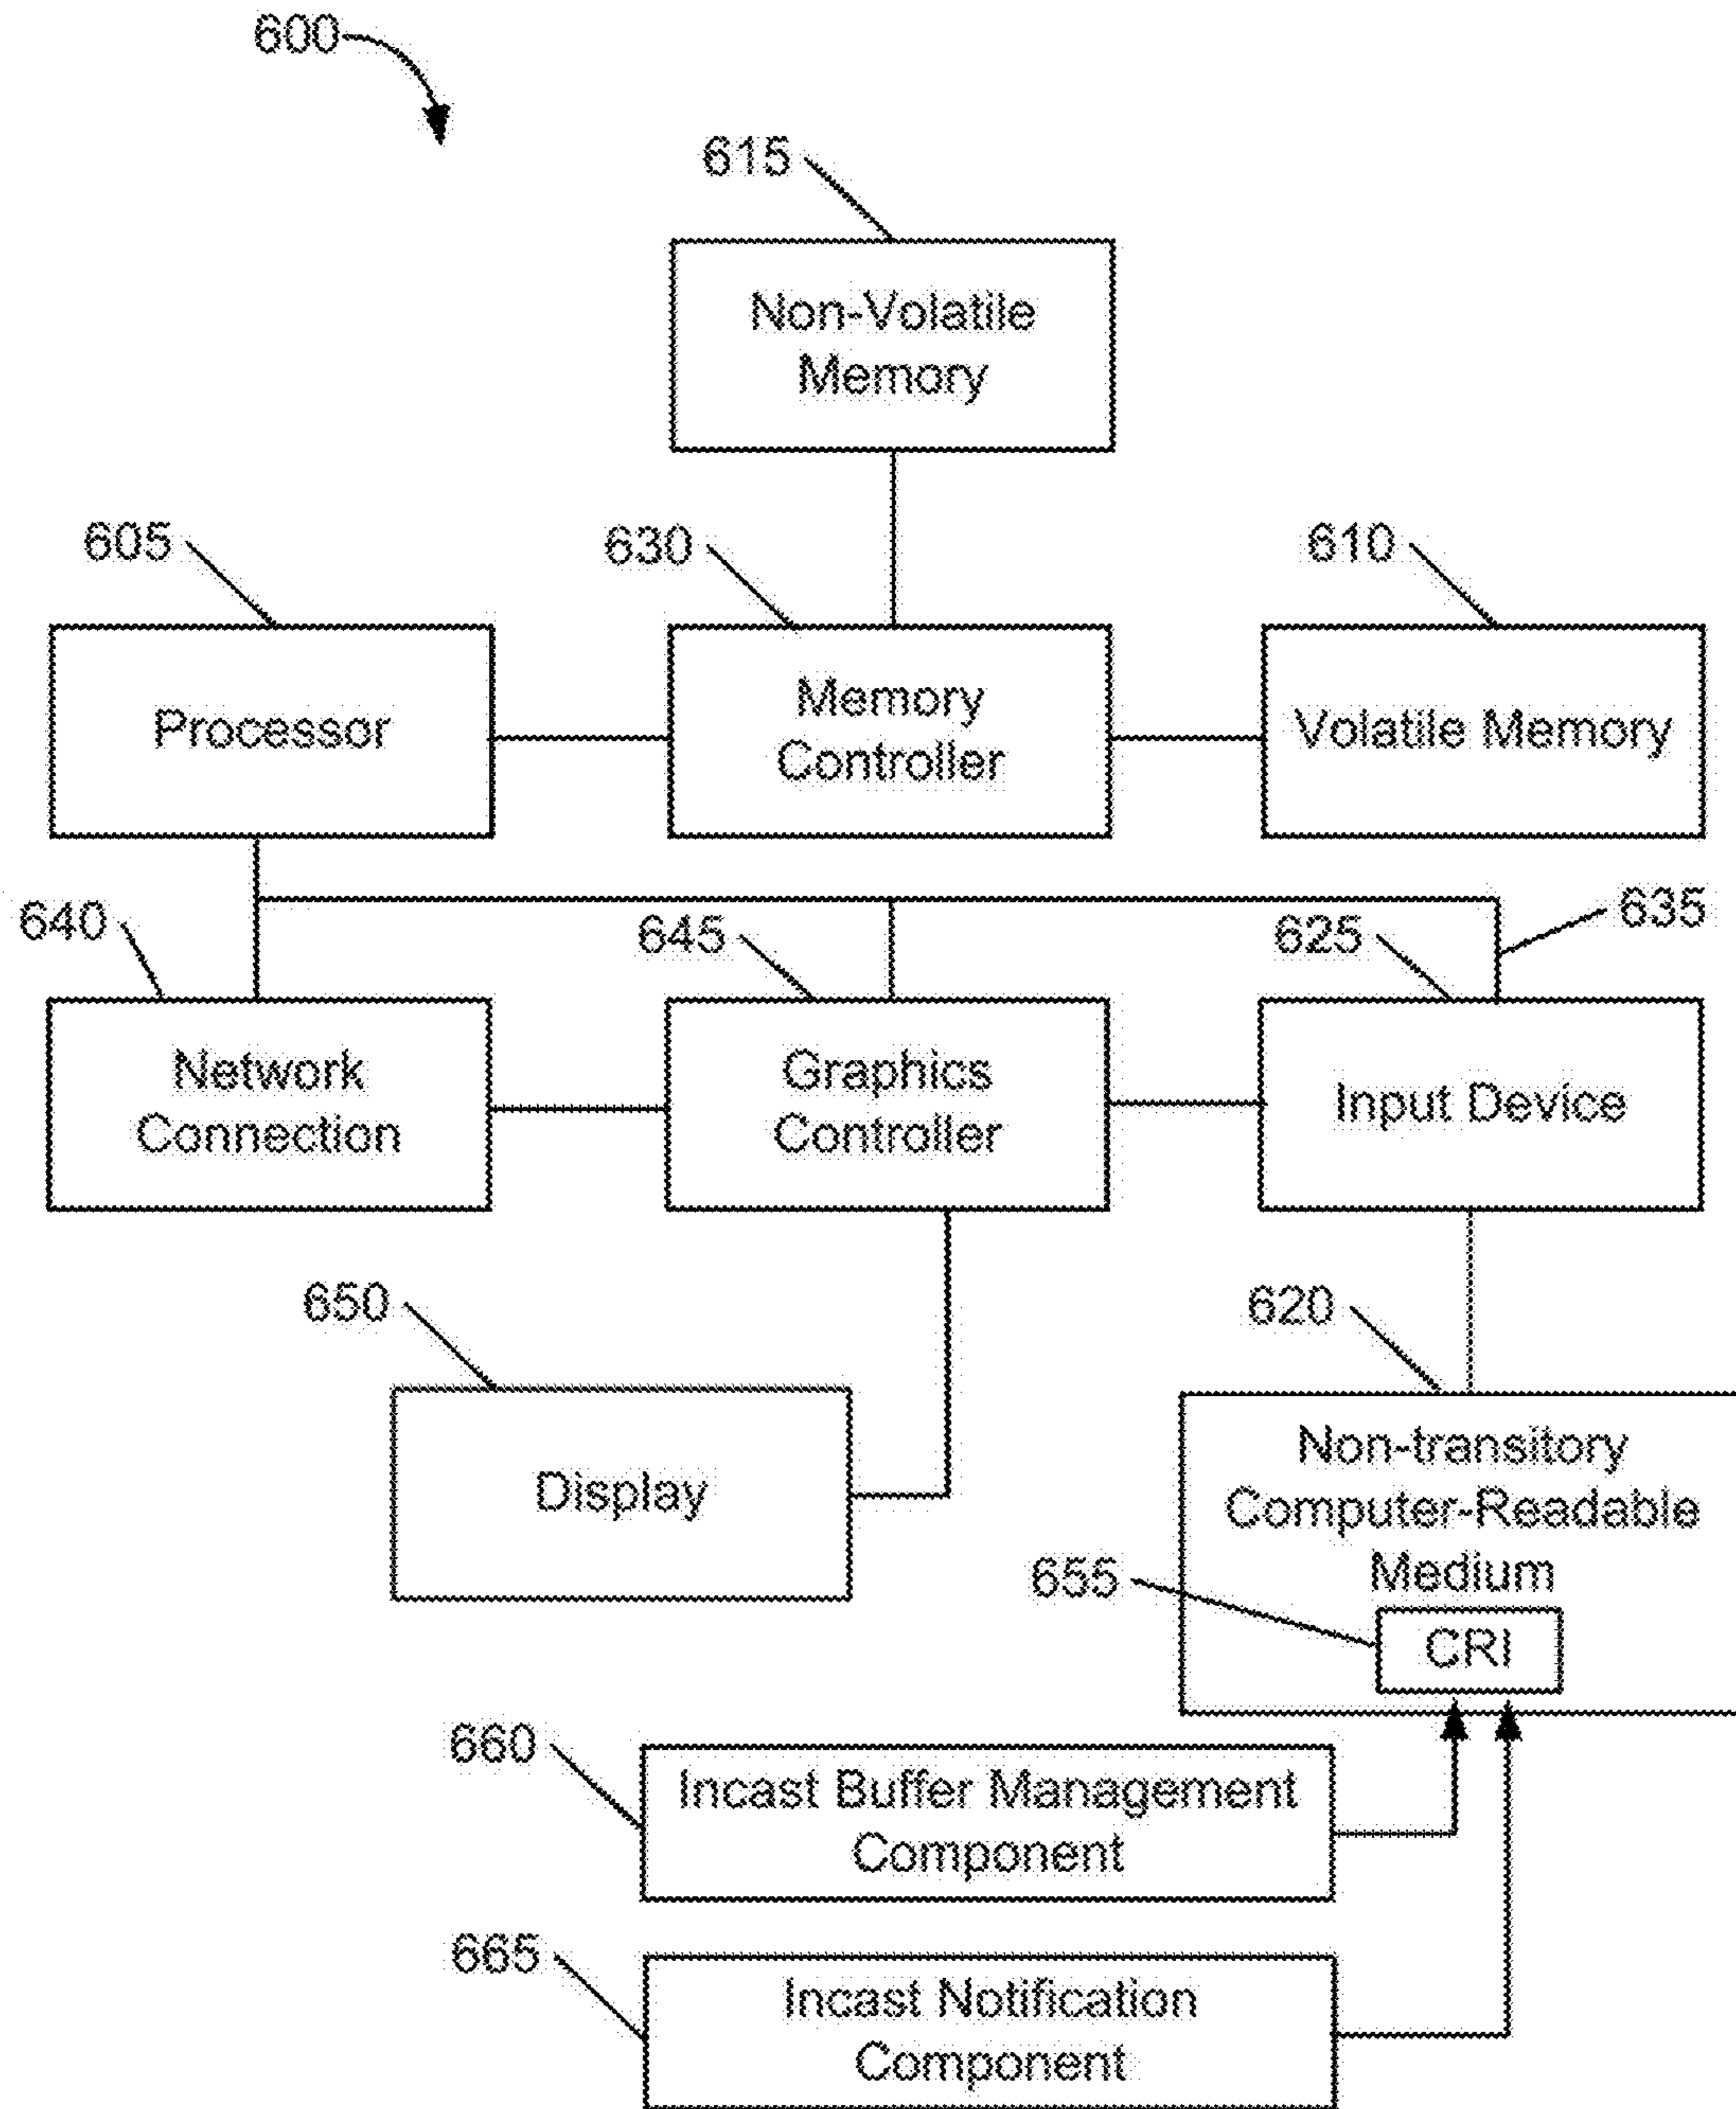 600
615
Non-Volatile
Memory
605
630
610
Processor
Memory
Controller
Volatile Memory
640
645
625
635
Network
Connection
Graphics
Controller
Input Device
650
620
Display
Non-transitory
Computer-Readable
Medium
655
CRI
660
Incast Buffer Management
Component
665
Incast Notification
Component